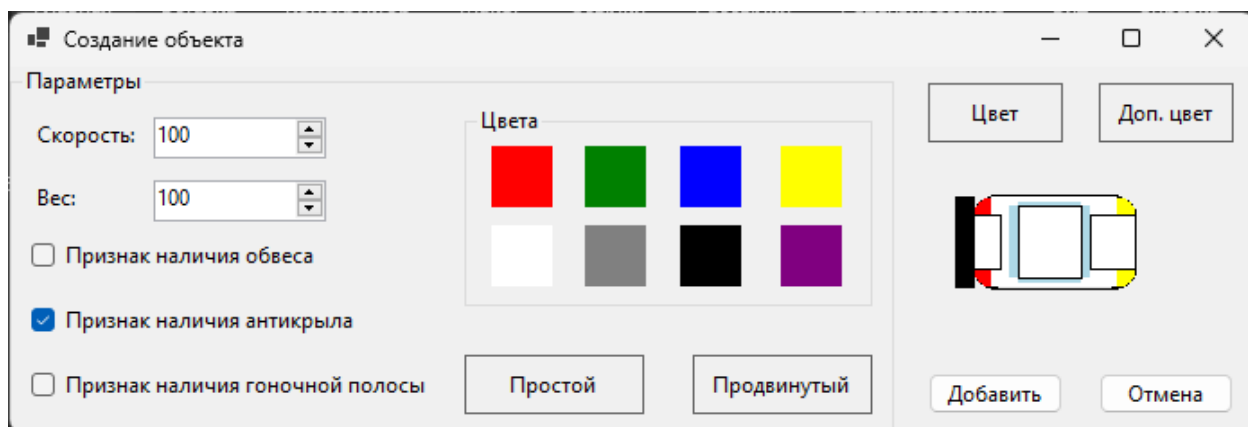 Создание объекта
Параметры
Скорость: 100
Вес: 100
Признак наличия обвеса
Признак наличия антикрыла
Признак наличия гоночной полосы
Цвета
Простой Продвинутый
Цвет Доп. цвет
Добавить Отмена